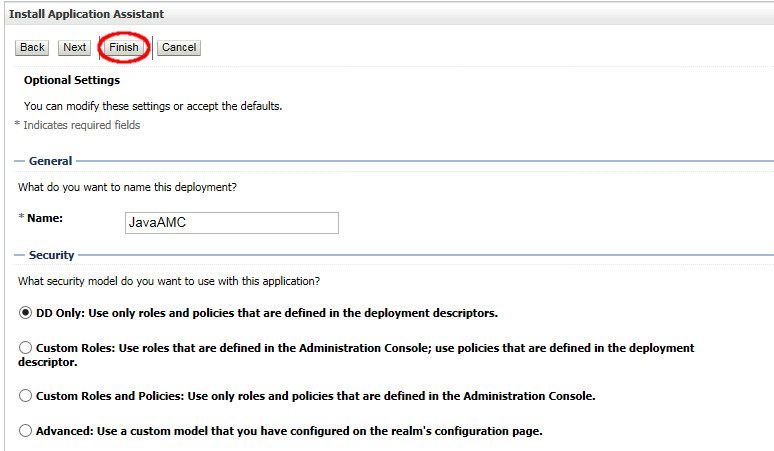 Install Application Assistant
Back Next Finish Cancel
Optional Settings
You can modify these settings or accept the defaults.
* Indicates required fields
General
What do you want to name this deployment?
* Name: JavaAMC
Security
What security model do you want to use with this application?
DD Only: Use only roles and policies that are defined in the deployment descriptors.
Custom Roles: Use roles that are defined in the Administration Console; use policies that are defined in the deployment
descriptor.
Custom Roles and Policies: Use only roles and policies that are defined in the Administration Console.
Advanced: Use a custom model that you have configured on the realm's configuration page.